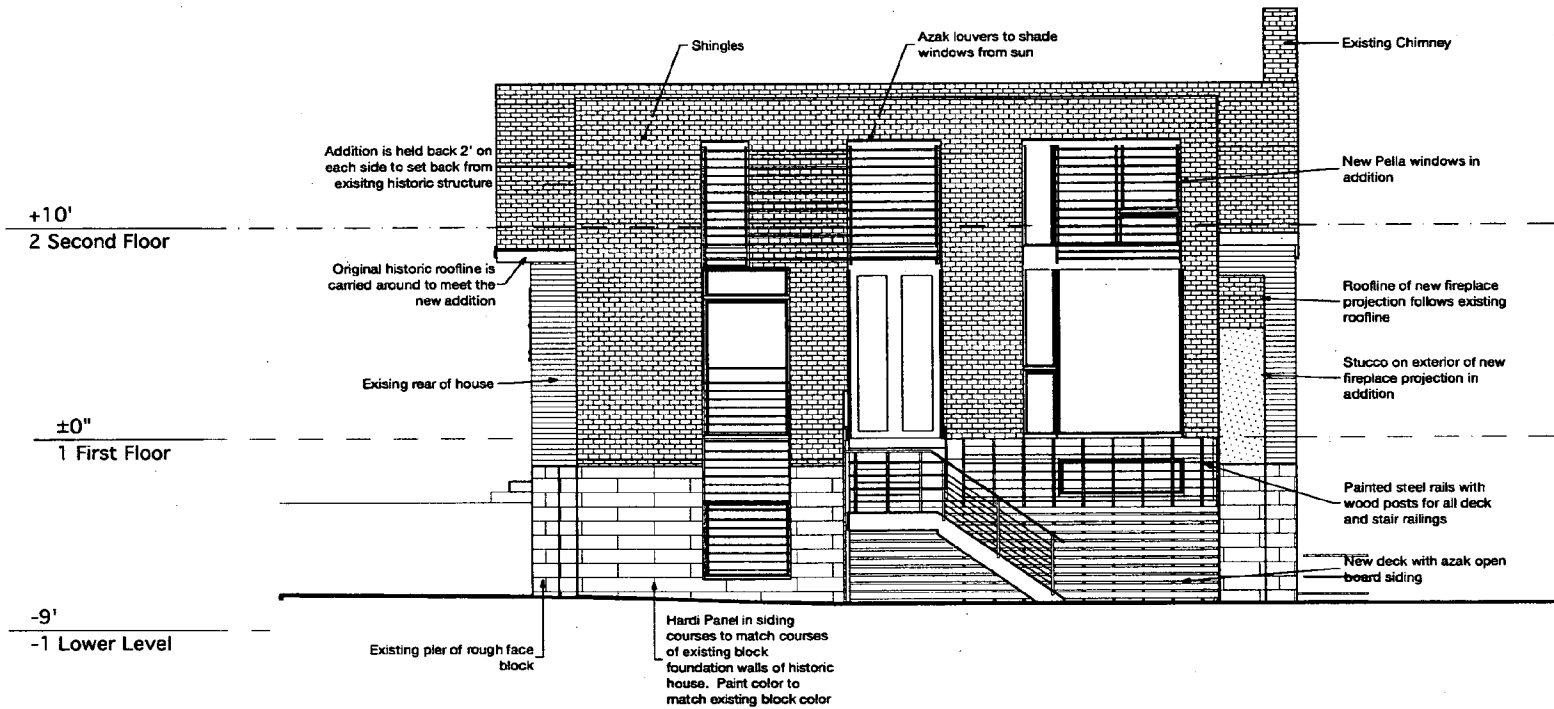 Shingles
Azak louvers to shade
windows from sun
Existing Chimney
Addition is held back 2' on
each side to set back from
exisitng historic structure
New Pella windows in
addition
+10'
2 Second Floor
Original historic roofline is
carried around to meet the
new addition
Roofline of new fireplace
projection follows existing
roofline
Exising rear of house
Stucco on exterior of new
fireplace projection in
addition
±0"
1 First Floor
Painted steel rails with
wood posts for all deck
and stair railings
New deck with azak open
board siding
-9'
-1 Lower Level
Existing pier of rough face
block
Hardi Panel in siding
courses to match courses
of existing block
foundation walls of historic
house. Paint color to
match existing block color